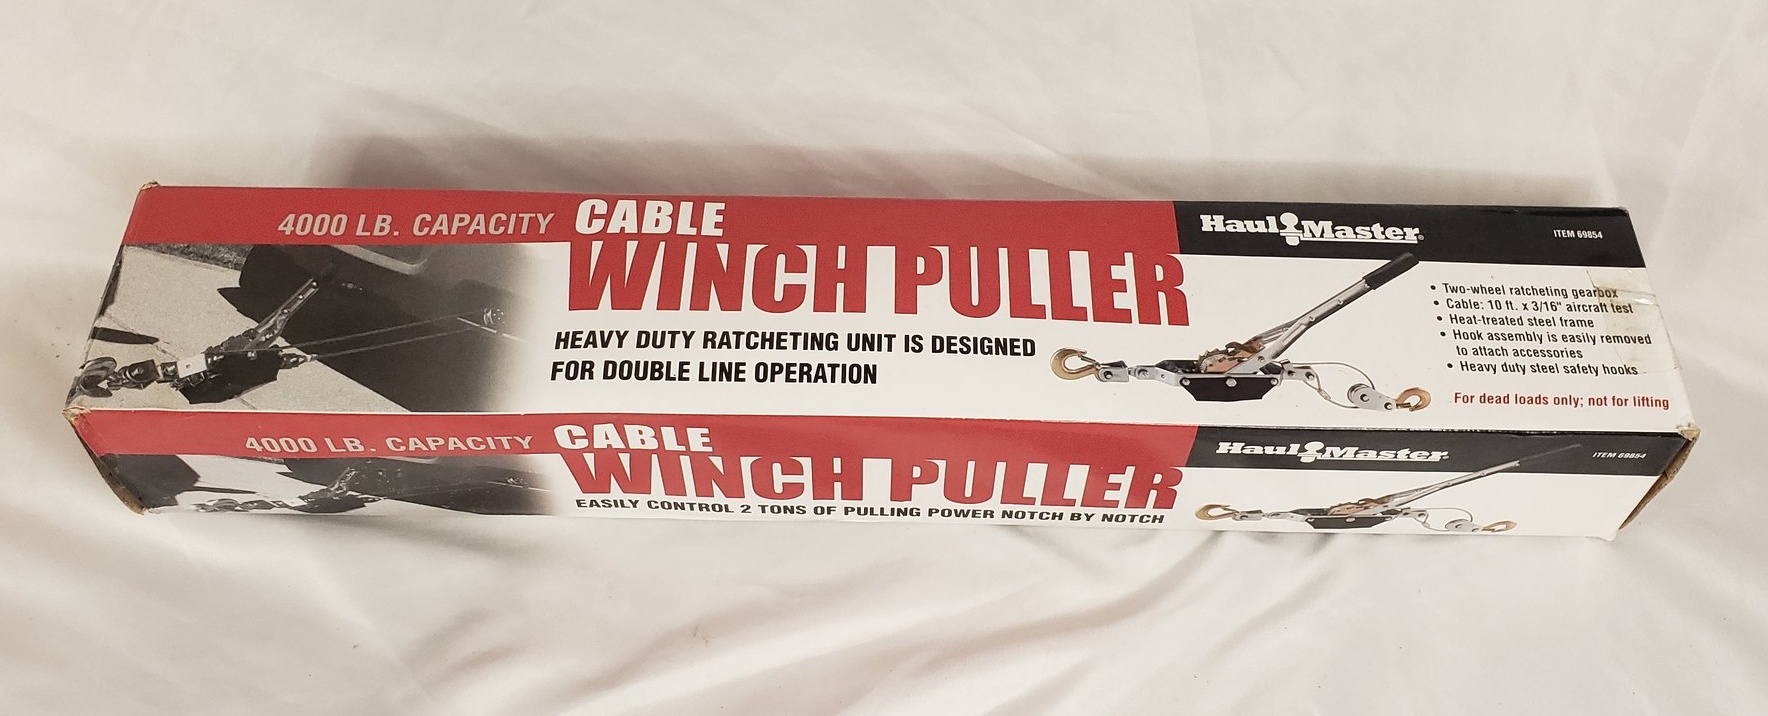 4000 LB. CAPACITY
CABLE
WINCH PULLER
HEAVY DUTY RATCHETING UNIT IS DESIGNED
FOR DOUBLE LINE OPERATION
Haul Master®
ITEM 69854
• Two-wheel ratcheting gearbox
• Cable: 10 ft. x 3/16" aircraft test
• Heat-treated steel frame
• Hook assembly is easily removed
to attach accessories
• Heavy duty steel safety hooks
For dead loads only; not for lifting
4000 LB. CAPACITY
CABLE
WINCH PULLER
EASILY CONTROL 2 TONS OF PULLING POWER NOTCH BY NOTCH
Haul Master®
ITEM 69854